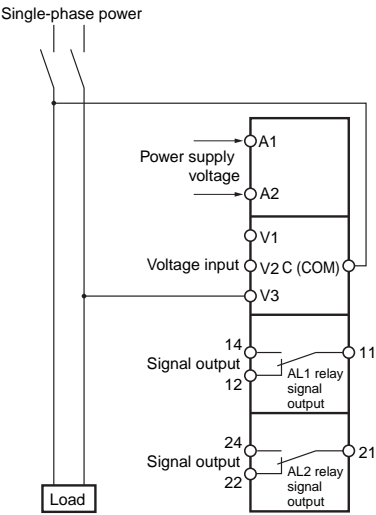 Single-phase power
A1
Power supply
voltage
A2
V1
Voltage input
V2 C (COM)
V3
14
11
Signal output
12
AL1 relay
signal
output
24
21
Signal output
22
AL2 relay
signal
output
Load